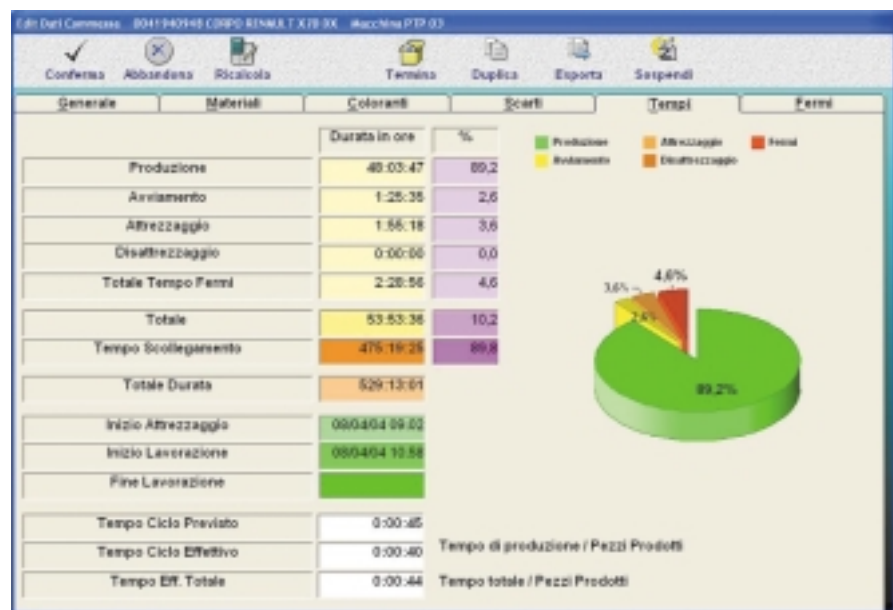 Edit Dati Commessa 0041940948 CORPO RENAULT X70 DX Macchina PTP 03
Conferma Abbandona Ricalcola Termina Duplica Esporta Sospendi
Generale Materiali Coloranti Scarti Tempi Fermi
Durata in ore %
Produzione Attrezzaggio Fermi
Avviamento Disattrezzaggio
Produzione 48:03:47 89,2
Avviamento 1:25:35 2,6
Attrezzaggio 1:55:18 3,6
Disattrezzaggio 0:00:00 0,0
Totale Tempo Fermi 2:28:56 4,6
4,6%
3,6%
2,6%
89,2%
Totale 53:53:36 10,2
Tempo Scollegamento 475:19:25 89,8
Totale Durata 529:13:01
Inizio Attrezzaggio 08/04/04 09.02
Inizio Lavorazione 08/04/04 10.58
Fine Lavorazione
Tempo Ciclo Previsto 0:00:45
Tempo Ciclo Effettivo 0:00:40 Tempo di produzione / Pezzi Prodotti
Tempo Eff. Totale 0:00:44 Tempo totale / Pezzi Prodotti